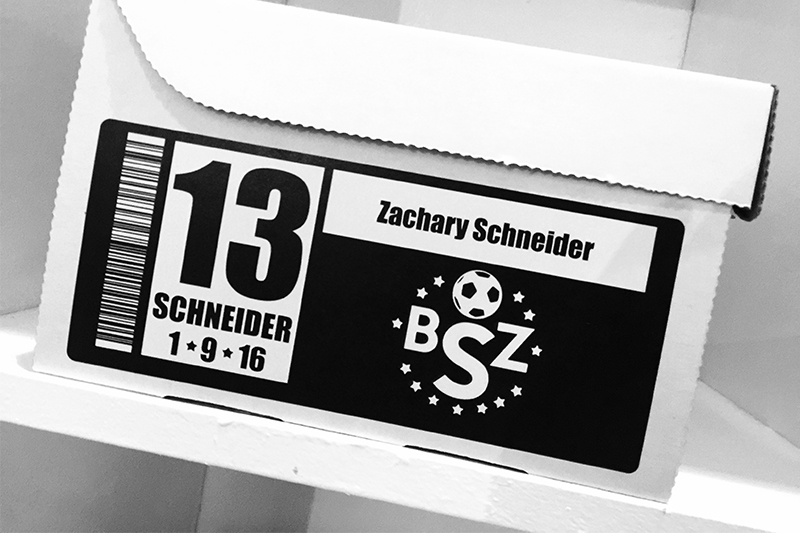 13
SCHNEIDER
1 ★ 9 ★ 16
Zachary Schneider
BSZ